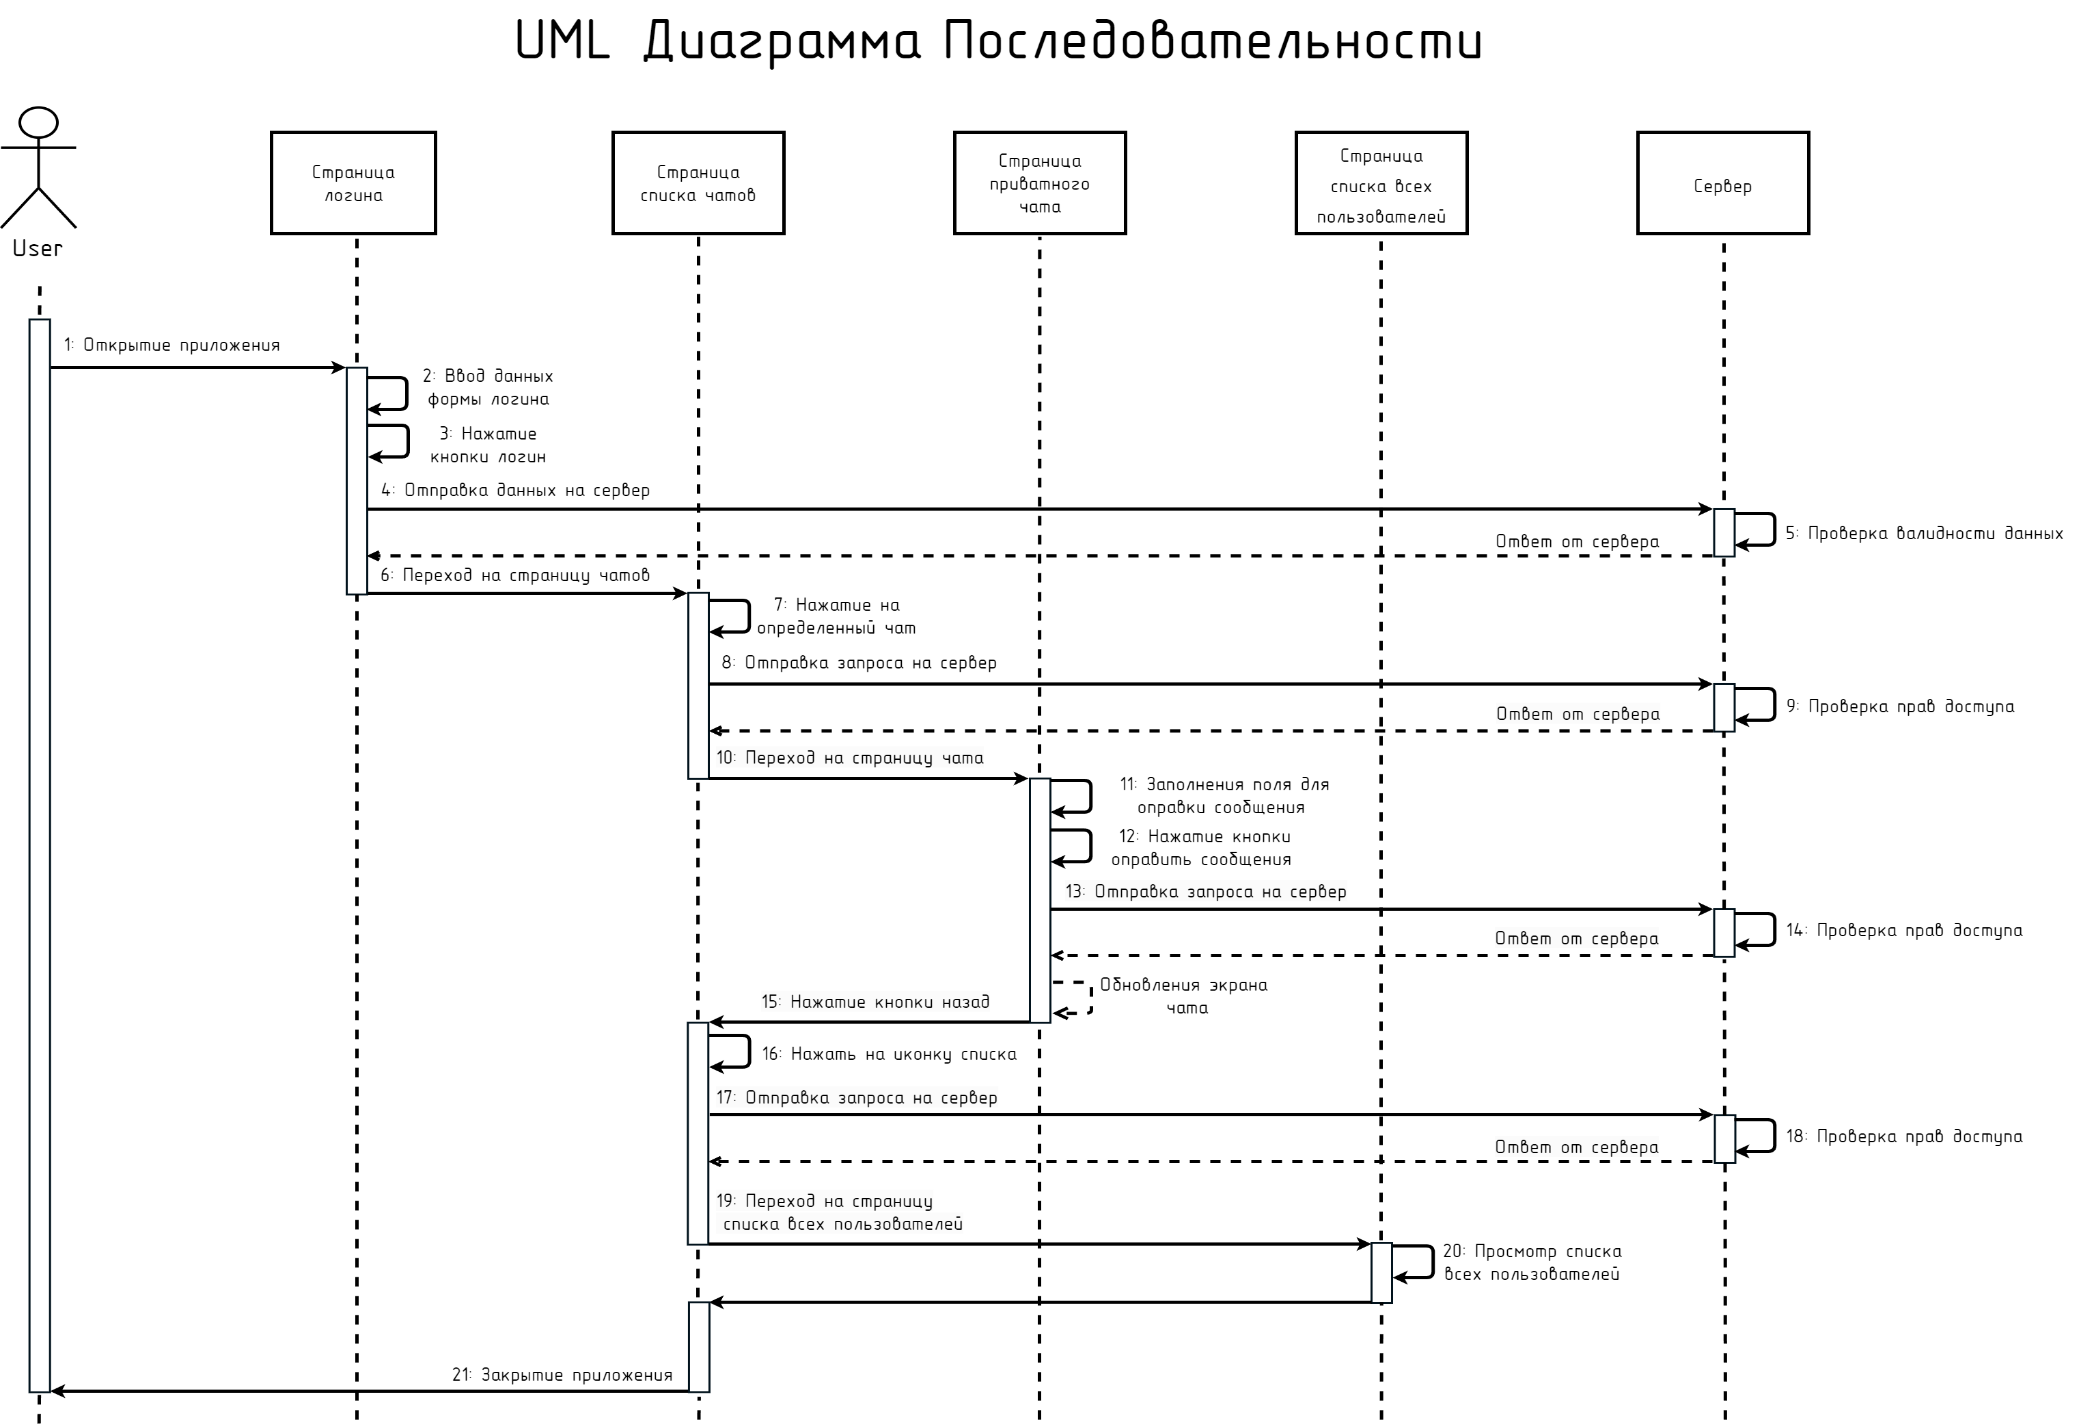 UML Диаграмма Последовательности
User
Страница
логина
Страница
списка чатов
Страница
приватного
чата
Страница
списка всех
пользователей
Сервер
1: Открытие приложения
2: Ввод данных
формы логина
3: Нажатие
кнопки логин
4: Отправка данных на сервер
5: Проверка валидности данных
Ответ от сервера
6: Переход на страницу чатов
7: Нажатие на
определенный чат
8: Отправка запроса на сервер
9: Проверка прав доступа
Ответ от сервера
10: Переход на страницу чата
11: Заполнения поля для
оправки сообщения
12: Нажатие кнопки
оправить сообщения
13: Отправка запроса на сервер
14: Проверка прав доступа
Ответ от сервера
Обновления экрана
чата
15: Нажатие кнопки назад
16: Нажать на иконку списка
17: Отправка запроса на сервер
18: Проверка прав доступа
Ответ от сервера
19: Переход на страницу
списка всех пользователей
20: Просмотр списка
всех пользователей
21: Закрытие приложения